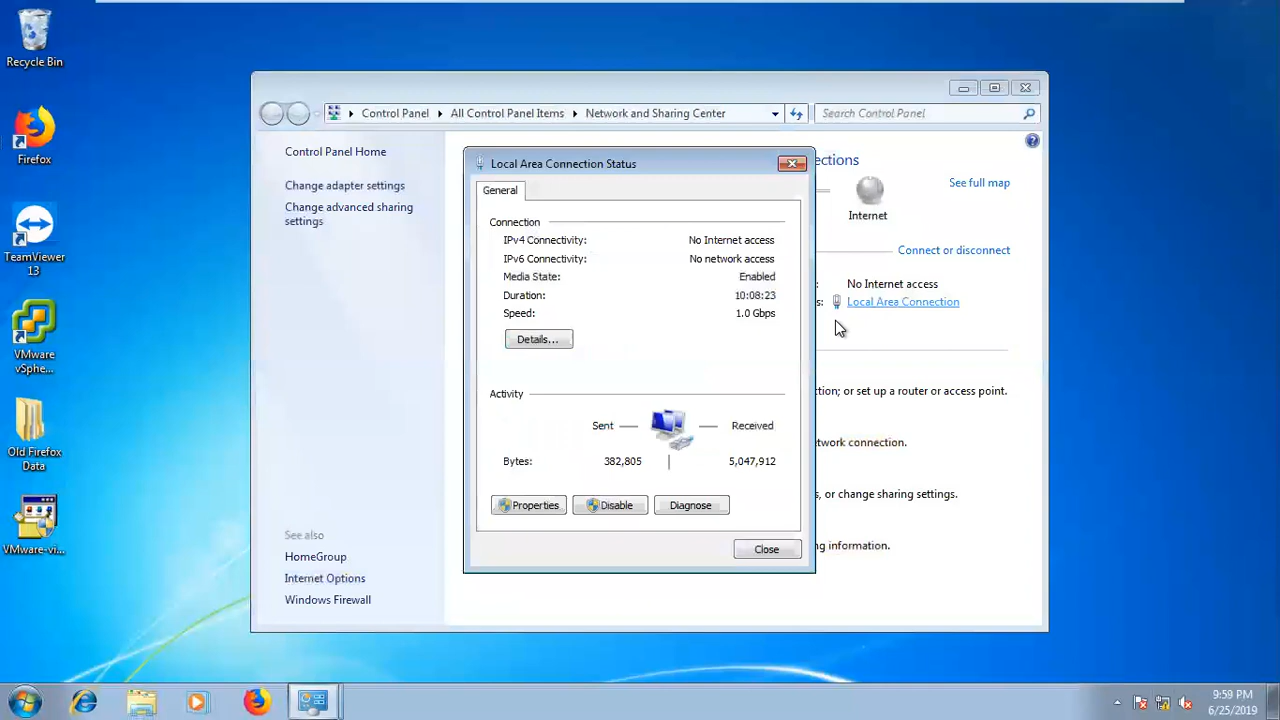 Recycle Bin
Firefox
TeamViewer
13
VMware
vSphe...
Old Firefox
Data
VMware-vi...
Control Panel
All Control Panel Items
Network and Sharing Center
Search Control Panel
Control Panel Home
Change adapter settings
Change advanced sharing
settings
See also
HomeGroup
Internet Options
Windows Firewall
Local Area Connection Status
General
Connection
IPv4 Connectivity: No Internet access
IPv6 Connectivity: No network access
Media State: Enabled
Duration: 10:08:23
Speed: 1.0 Gbps
Details...
Activity
Sent
Received
Bytes: 382,805 5,047,912
Properties
Disable
Diagnose
Close
ections
See full map
Internet
Connect or disconnect
: No Internet access
s: Local Area Connection
ction; or set up a router or access point.
etwork connection.
s, or change sharing settings.
ng information.
9:59 PM
6/25/2019